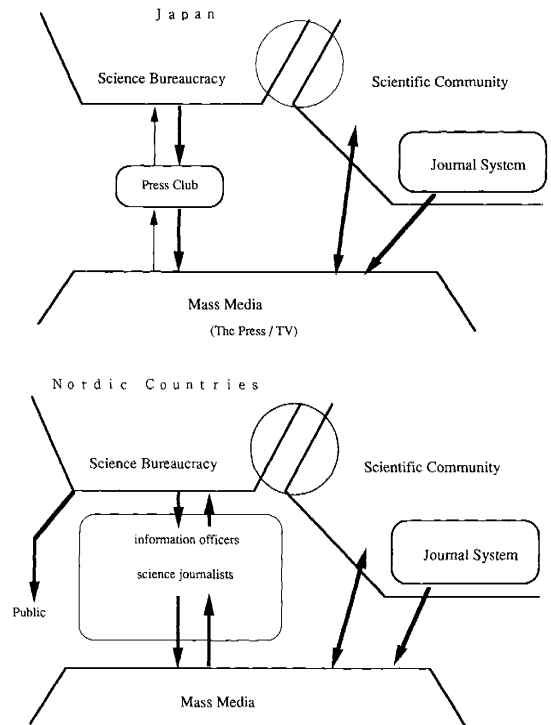 Japan
Science Bureaucracy
Scientific Community
Journal System
Press Club
Mass Media
(The Press / TV)
Nordic Countries
Science Bureaucracy
Scientific Community
information officers
Journal System
science journalists
Public
Mass Media